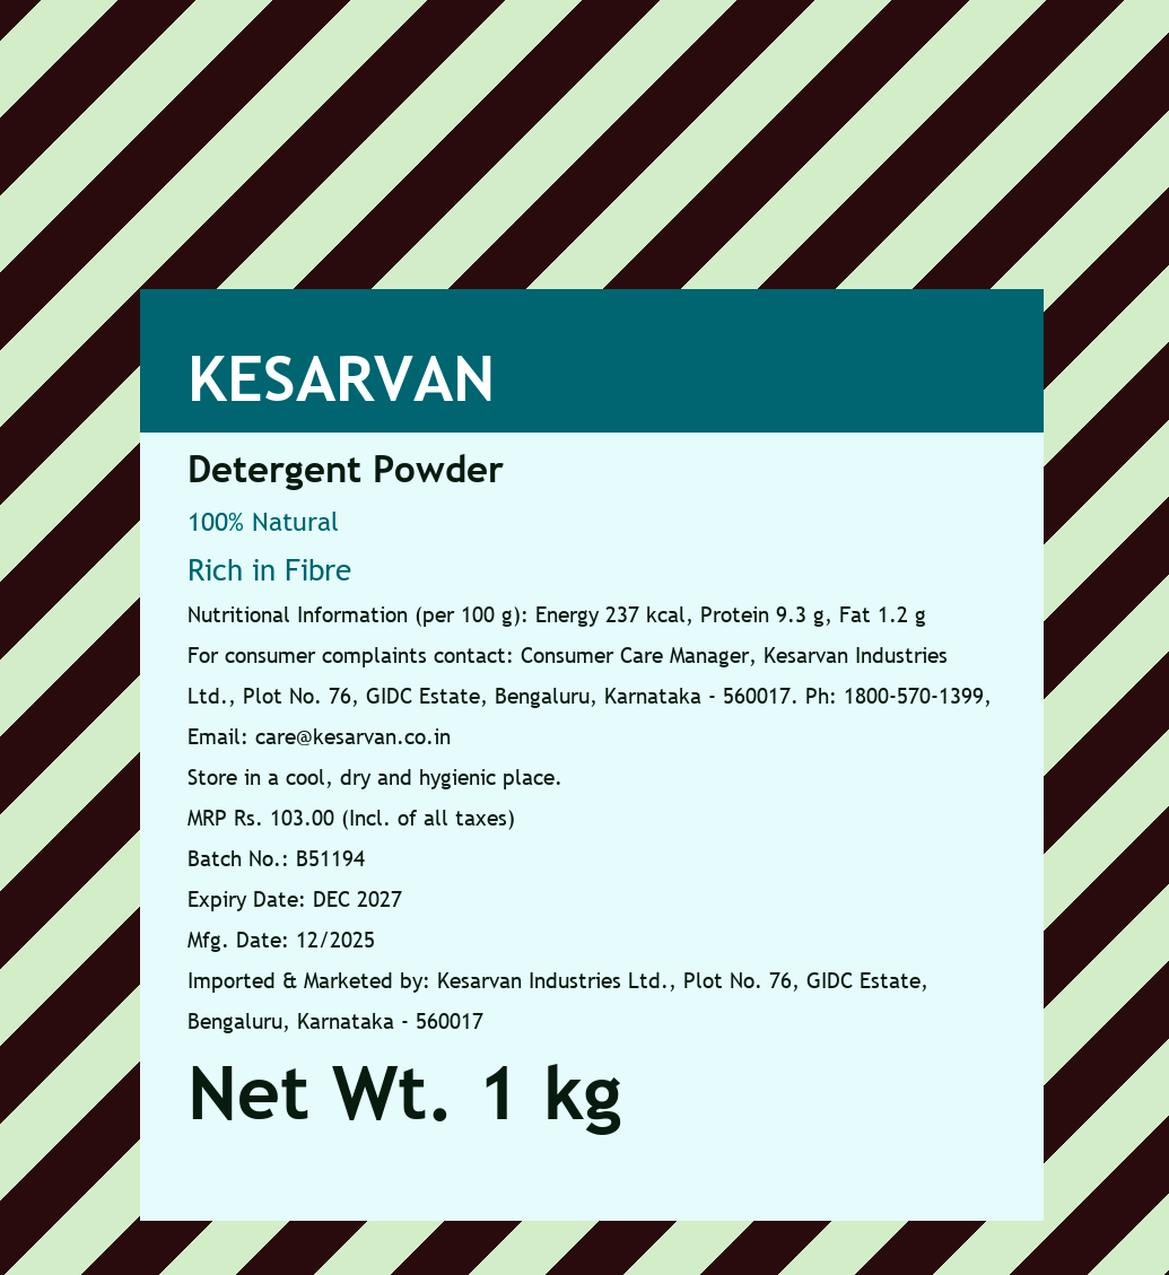 KESARVAN
Detergent Powder
100% Natural
Rich in Fibre
Nutritional Information (per 100 g): Energy 237 kcal, Protein 9.3 g, Fat 1.2 g
For consumer complaints contact: Consumer Care Manager, Kesarvan Industries
Ltd., Plot No. 76, GIDC Estate, Bengaluru, Karnataka - 560017. Ph: 1800-570-1399,
Email: care@kesarvan.co.in
Store in a cool, dry and hygienic place.
MRP Rs. 103.00 (Incl. of all taxes)
Batch No.: B51194
Expiry Date: DEC 2027
Mfg. Date: 12/2025
Imported & Marketed by: Kesarvan Industries Ltd., Plot No. 76, GIDC Estate,
Bengaluru, Karnataka - 560017
Net Wt. 1 kg